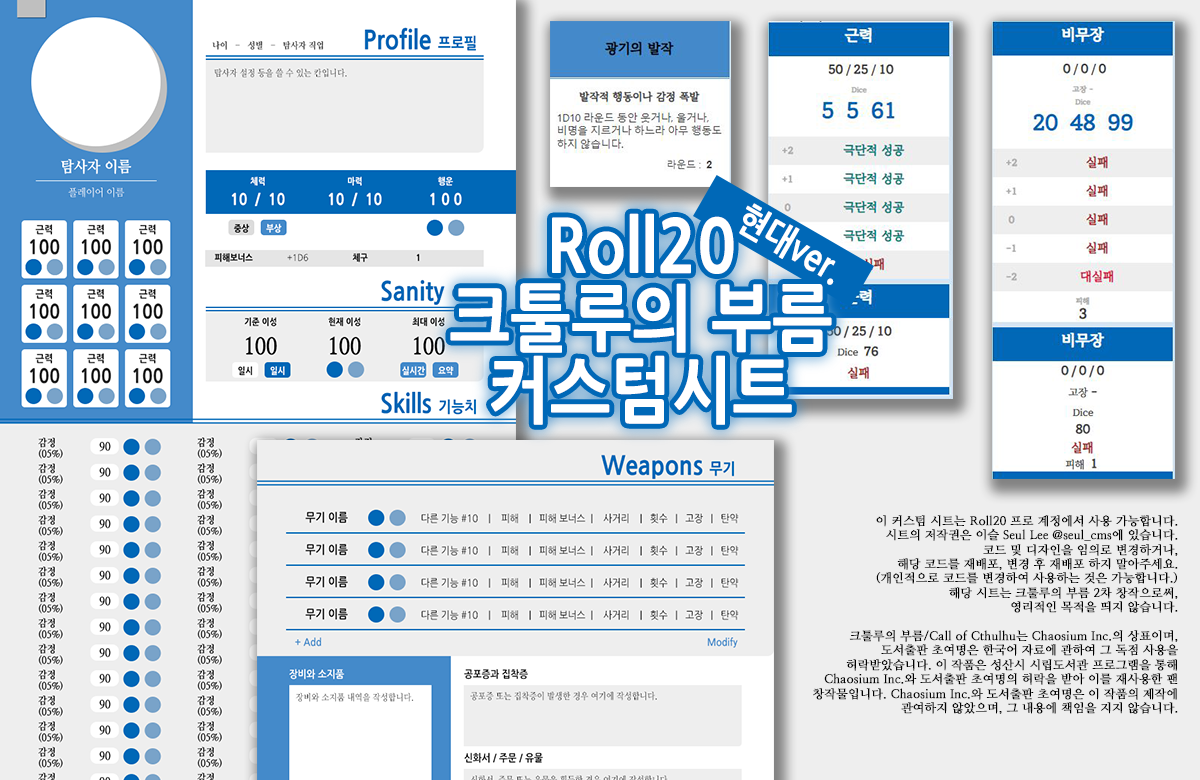 나이 - 성별 - 탐사자 직업
Profile 프로필
탐사자 설정 등을 쓸 수 있는 칸입니다.
탐사자 이름
플레이어 이름
근력 근력 근력
100 100 100
근력 근력 근력
100 100 100
근력 근력 근력
100 100 100
체력 마력 행운
10 / 10 10 / 10 100
중상 부상
피해보너스 +1D6 체구 1
Sanity
기준 이성 현재 이성 최대 이성
100 100 100
일시 일시 실시간 요약
Skills 기능치
광기의 발작
발작적 행동이나 감정 폭발
1D10 라운드 동안 웃거나, 울거나,
비명을 지르거나 하느라 아무 행동도
하지 않습니다.
라운드 : 2
근력
50 / 25 / 10
Dice
5 5 61
+2 극단적 성공
+1 극단적 성공
0 극단적 성공
극단적 성공
50 / 25 / 10
Dice 76
실패
비무장
0 / 0 / 0
고장 -
Dice
20 48 99
+2 실패
+1 실패
0 실패
-1 실패
-2 대실패
피해
3
비무장
0 / 0 / 0
고장 -
Dice
80
실패
피해 1
현대ver.
Roll20
크툴루의 부름
커스텀시트
감정
(05%) 90
감정
(05%)
감정
(05%) 90
감정
(05%)
감정
(05%) 90
감정
(05%)
감정
(05%) 90
감정
(05%)
감정
(05%) 90
감정
(05%)
감정
(05%) 90
감정
(05%)
감정
(05%) 90
감정
(05%)
감정
(05%) 90
감정
(05%)
감정
(05%) 90
감정
(05%)
감정
(05%) 90
감정
(05%)
감정
(05%) 90
감정
(05%)
감정
(05%) 90
감정
(05%)
감정
(05%) 90
감정
(05%)
Weapons 무기
무기 이름 다른 기능 #10 | 피해 | 피해 보너스 | 사거리 | 횟수 | 고장 | 탄약
무기 이름 다른 기능 #10 | 피해 | 피해 보너스 | 사거리 | 횟수 | 고장 | 탄약
무기 이름 다른 기능 #10 | 피해 | 피해 보너스 | 사거리 | 횟수 | 고장 | 탄약
무기 이름 다른 기능 #10 | 피해 | 피해 보너스 | 사거리 | 횟수 | 고장 | 탄약
+ Add Modify
장비와 소지품
장비와 소지품 내역을 작성합니다.
공포증과 집착증
공포증 또는 집착증이 발생한 경우 여기에 작성합니다.
신화서 / 주문 / 유물
이 커스텀 시트는 Roll20 프로 계정에서 사용 가능합니다.
시트의 저작권은 이슬 Seul Lee @seul_cms에 있습니다.
코드 및 디자인을 임의로 변경하거나,
해당 코드를 재배포, 변경 후 재배포 하지 말아주세요.
(개인적으로 코드를 변경하여 사용하는 것은 가능합니다.)
해당 시트는 크툴루의 부름 2차 창작으로써,
영리적인 목적을 띄지 않습니다.
크툴루의 부름/Call of Cthulhu는 Chaosium Inc.의 상표이며,
도서출판 초여명은 한국어 자료에 관하여 그 독점 사용을
허락받았습니다. 이 작품은 성산시 시립도서관 프로그램을 통해
Chaosium Inc.와 도서출판 초여명의 허락을 받아 이를 재사용한 팬
창작물입니다. Chaosium Inc.와 도서출판 초여명은 이 작품의 제작에
관여하지 않았으며, 그 내용에 책임을 지지 않습니다.